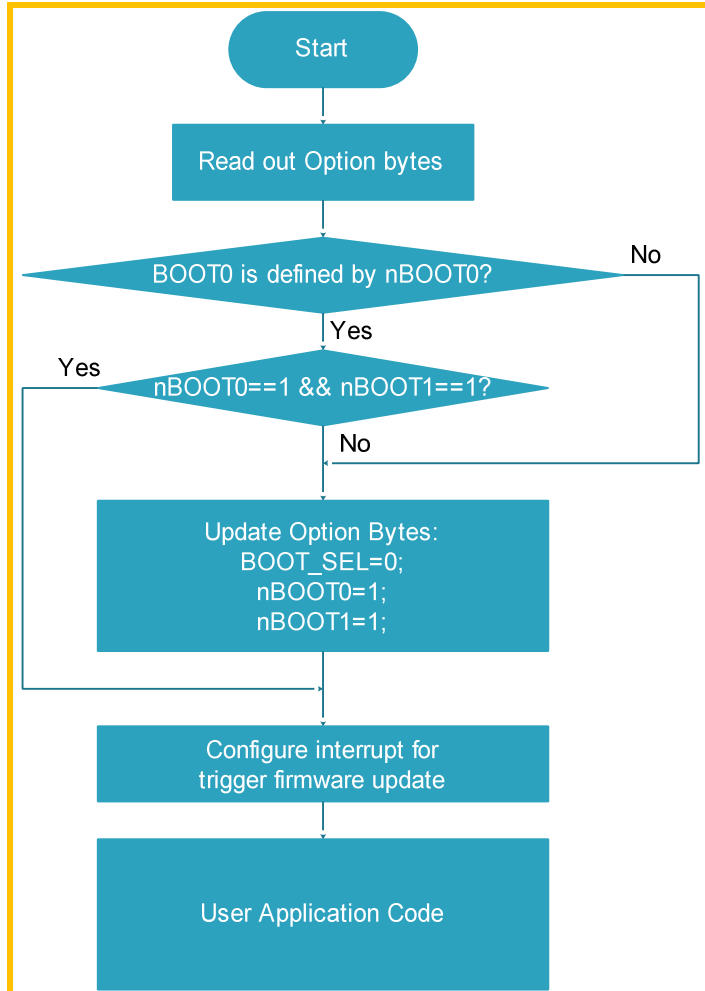 Start
Read out Option bytes
BOOT0 is defined by nBOOT0?
No
Yes
Yes
nBOOT0==1 && nBOOT1==1?
No
Update Option Bytes:
BOOT_SEL=0;
nBOOT0=1;
nBOOT1=1;
Configure interrupt for
trigger firmware update
User Application Code